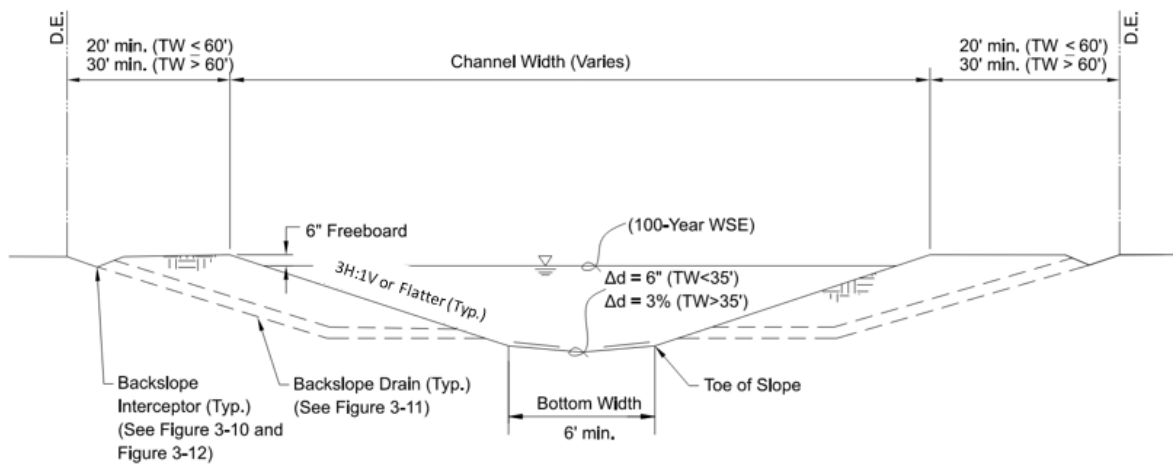 D.E.
20' min. (TW ≤ 60')
30' min. (TW > 60')
Channel Width (Varies)
20' min. (TW ≤ 60')
30' min. (TW > 60')
D.E.
6" Freeboard
(100-Year WSE)
Δd = 6" (TW<35')
Δd = 3% (TW>35')
3H:1V or Flatter (Typ.)
Backslope
Interceptor (Typ.)
(See Figure 3-10 and
Figure 3-12)
Backslope Drain (Typ.)
(See Figure 3-11)
Bottom Width
6' min.
Toe of Slope